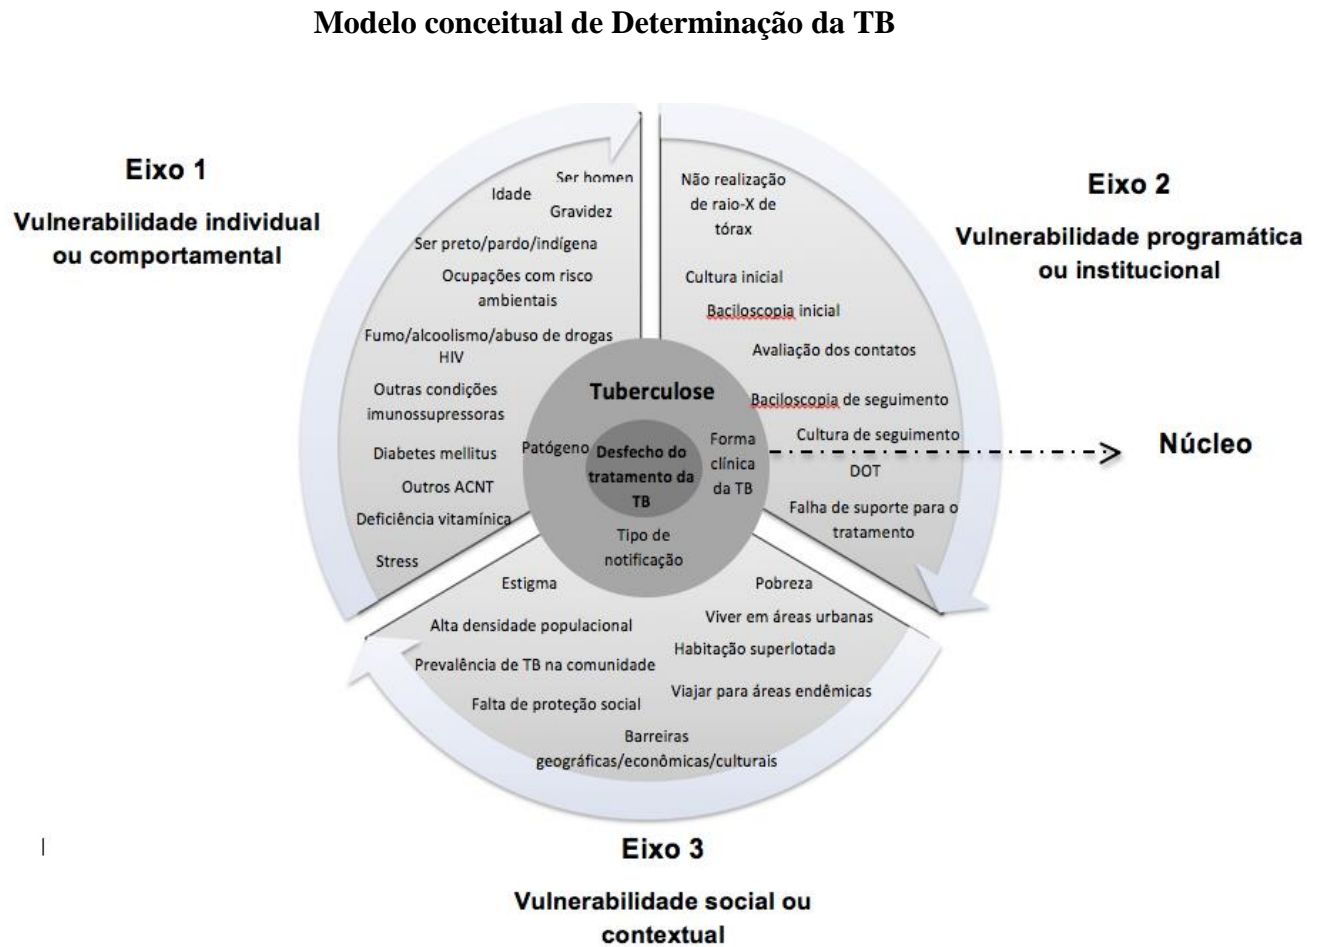 Modelo conceitual de Determinação da TB
Eixo 1
Vulnerabilidade individual
ou comportamental
Ser homen
Idade
Gravidez
Ser preto/pardo/indígena
Ocupações com risco
ambientais
Fumo/alcoolismo/abuso de drogas
HIV
Outras condições
imunossupressoras
Diabetes mellitus
Outros ACNT
Deficiência vitamínica
Stress
Eixo 2
Vulnerabilidade programática
ou institucional
Não realização
de raio-X de
tórax
Cultura inicial
Baciloscopia inicial
Avaliação dos contatos
Baciloscopia de seguimento
Cultura de seguimento
DOT
Falha de suporte para o
tratamento
Núcleo
Tuberculose
Patógeno
Desfecho do
tratamento da
TB
Forma
clínica
da TB
Tipo de
notificação
Estigma
Pobreza
Alta densidade populacional
Viver em áreas urbanas
Prevalência de TB na comunidade
Habitação superlotada
Falta de proteção social
Viajar para áreas endêmicas
Barreiras
geográficas/econômicas/culturais
Eixo 3
Vulnerabilidade social ou
contextual